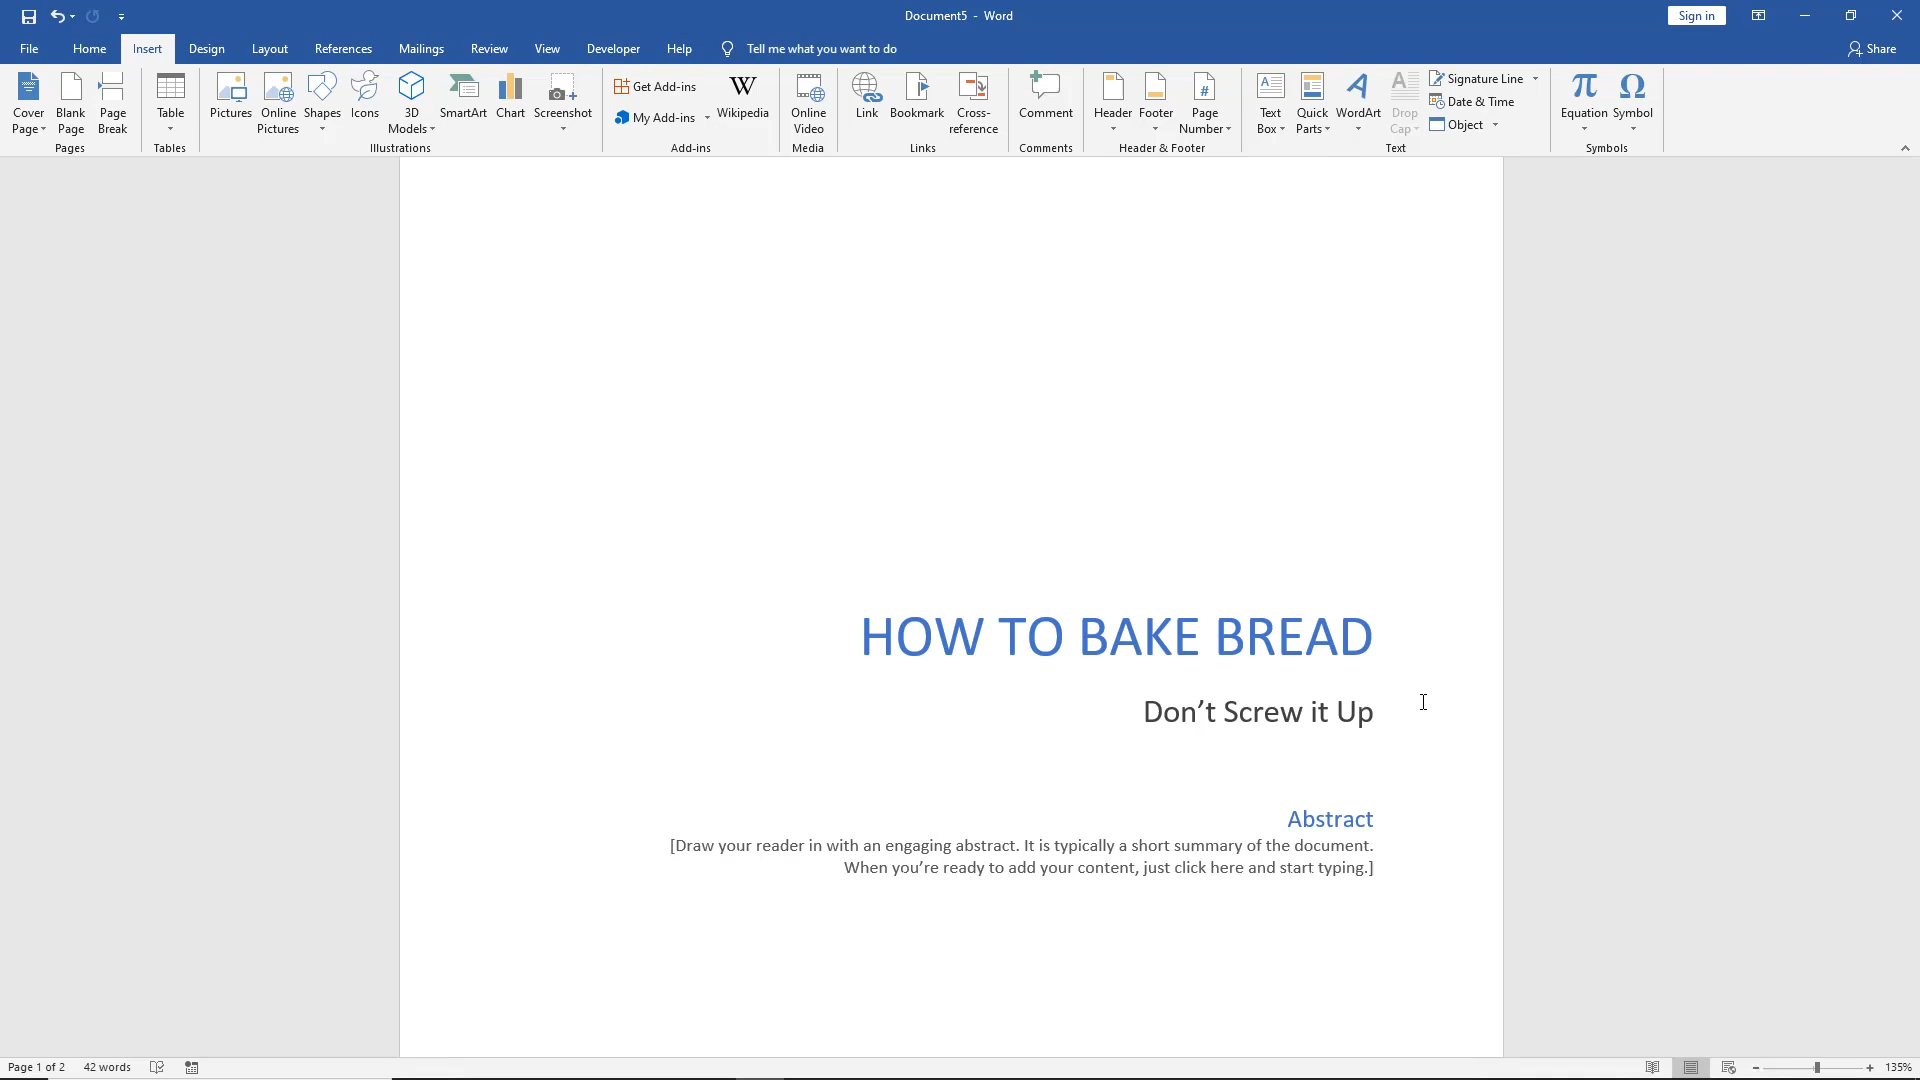 Document5 - Word
Sign in
File Home Insert Design Layout References Mailings Review View Developer Help Tell me what you want to do Share
Cover Page
Blank Page
Page Break
Pages
Table
Tables
Pictures
Online Pictures
Shapes
Icons
3D Models
SmartArt
Chart
Screenshot
Illustrations
Get Add-ins
My Add-ins
Wikipedia
W
Add-ins
Online Video
Media
Link
Bookmark
Cross-reference
Links
Comment
Comments
Header
Footer
Page Number
#
Header & Footer
Text Box
Quick Parts
WordArt
Drop Cap
Signature Line
Date & Time
Object
Text
π
Equation
Ω
Symbol
Symbols
HOW TO BAKE BREAD
Don’t Screw it Up
Abstract
[Draw your reader in with an engaging abstract. It is typically a short summary of the document.
When you’re ready to add your content, just click here and start typing.]
Page 1 of 2 42 words 135%